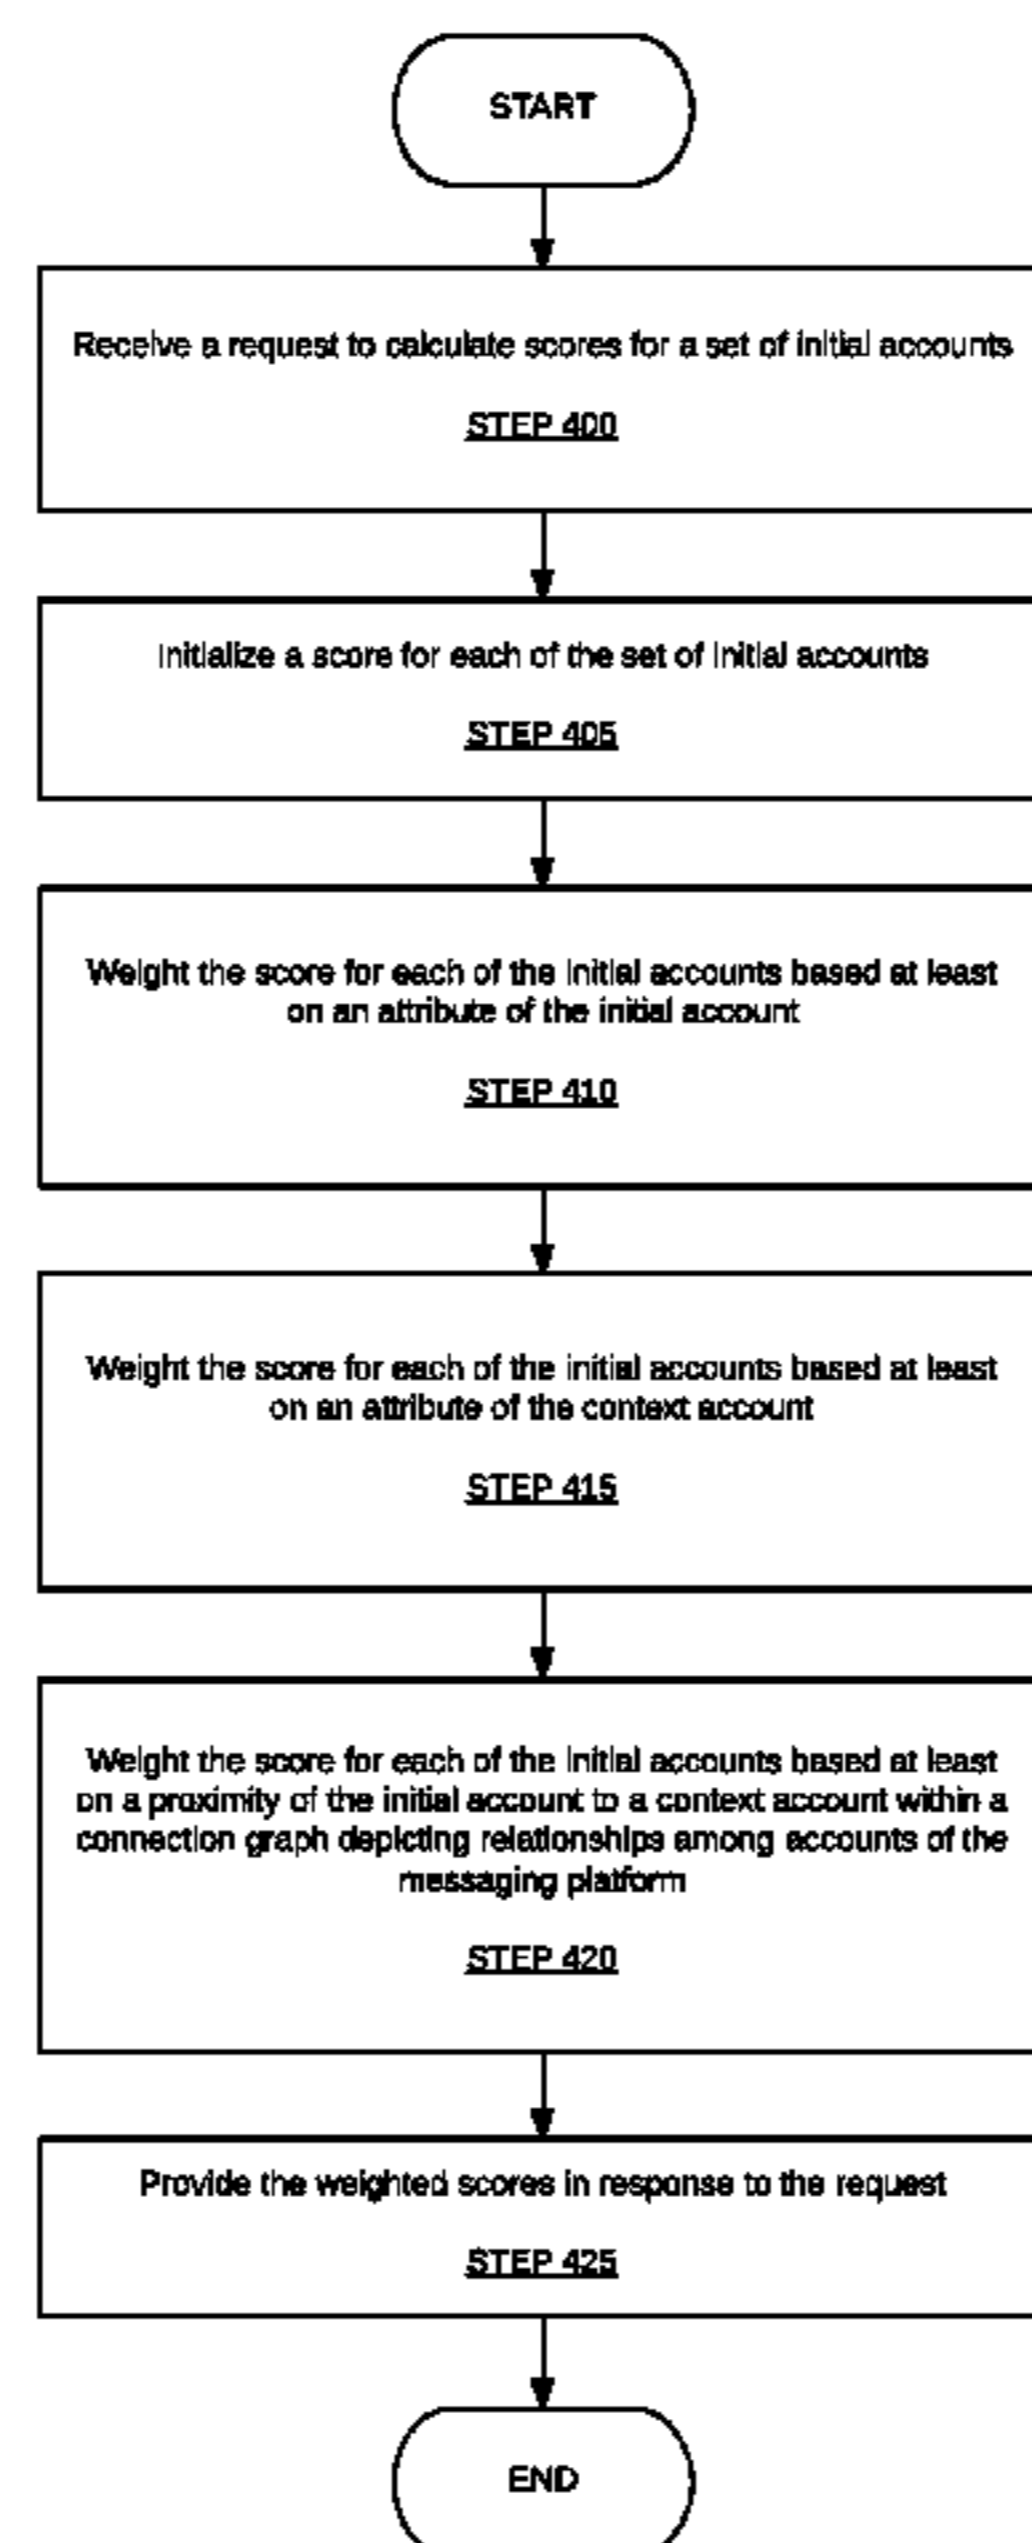 START
Receive a request to calculate scores for a set of initial accounts
STEP 400
Initialize a score for each of the set of initial accounts
STEP 405
Weight the score for each of the initial accounts based at least
on an attribute of the initial account
STEP 410
Weight the score for each of the initial accounts based at least
on an attribute of the context account
STEP 415
Weight the score for each of the initial accounts based at least
on a proximity of the initial account to a context account within a
connection graph depicting relationships among accounts of the
messaging platform
STEP 420
Provide the weighted scores in response to the request
STEP 425
END